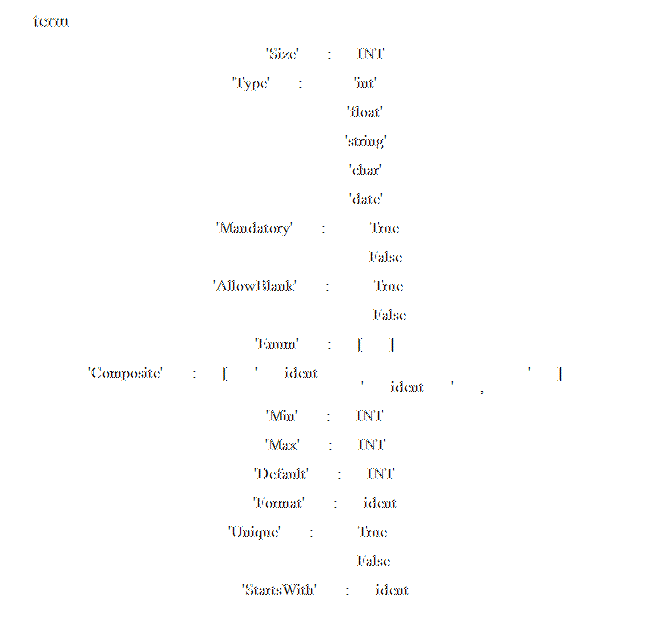 term
'Size' : INT
'Type' : 'int'
'float'
'string'
'char'
'date'
'Mandatory' : True
False
'AllowBlank' : True
False
'Enum' : [ ]
'Composite' : [ ' ident ' ]
' ident ' ,
'Min' : INT
'Max' : INT
'Default' : INT
'Format' : ident
'Unique' : True
False
'StartsWith' : ident